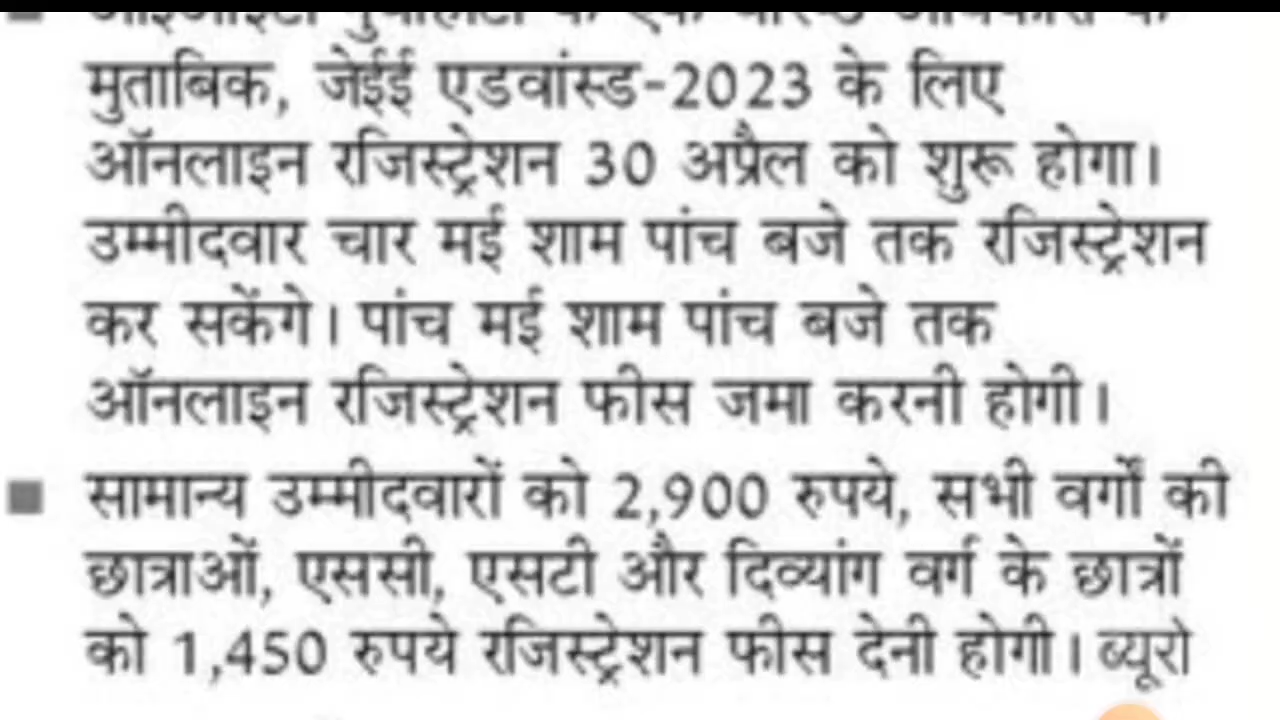 मुताबिक, जेईई एडवांस्ड-2023 के लिए
ऑनलाइन रजिस्ट्रेशन 30 अप्रैल को शुरू होगा।
उम्मीदवार चार मई शाम पांच बजे तक रजिस्ट्रेशन
कर सकेंगे। पांच मई शाम पांच बजे तक
ऑनलाइन रजिस्ट्रेशन फीस जमा करनी होगी।
■ सामान्य उम्मीदवारों को 2,900 रुपये, सभी वर्गों की
छात्राओं, एससी, एसटी और दिव्यांग वर्ग के छात्रों
को 1,450 रुपये रजिस्ट्रेशन फीस देनी होगी। ब्यूरो